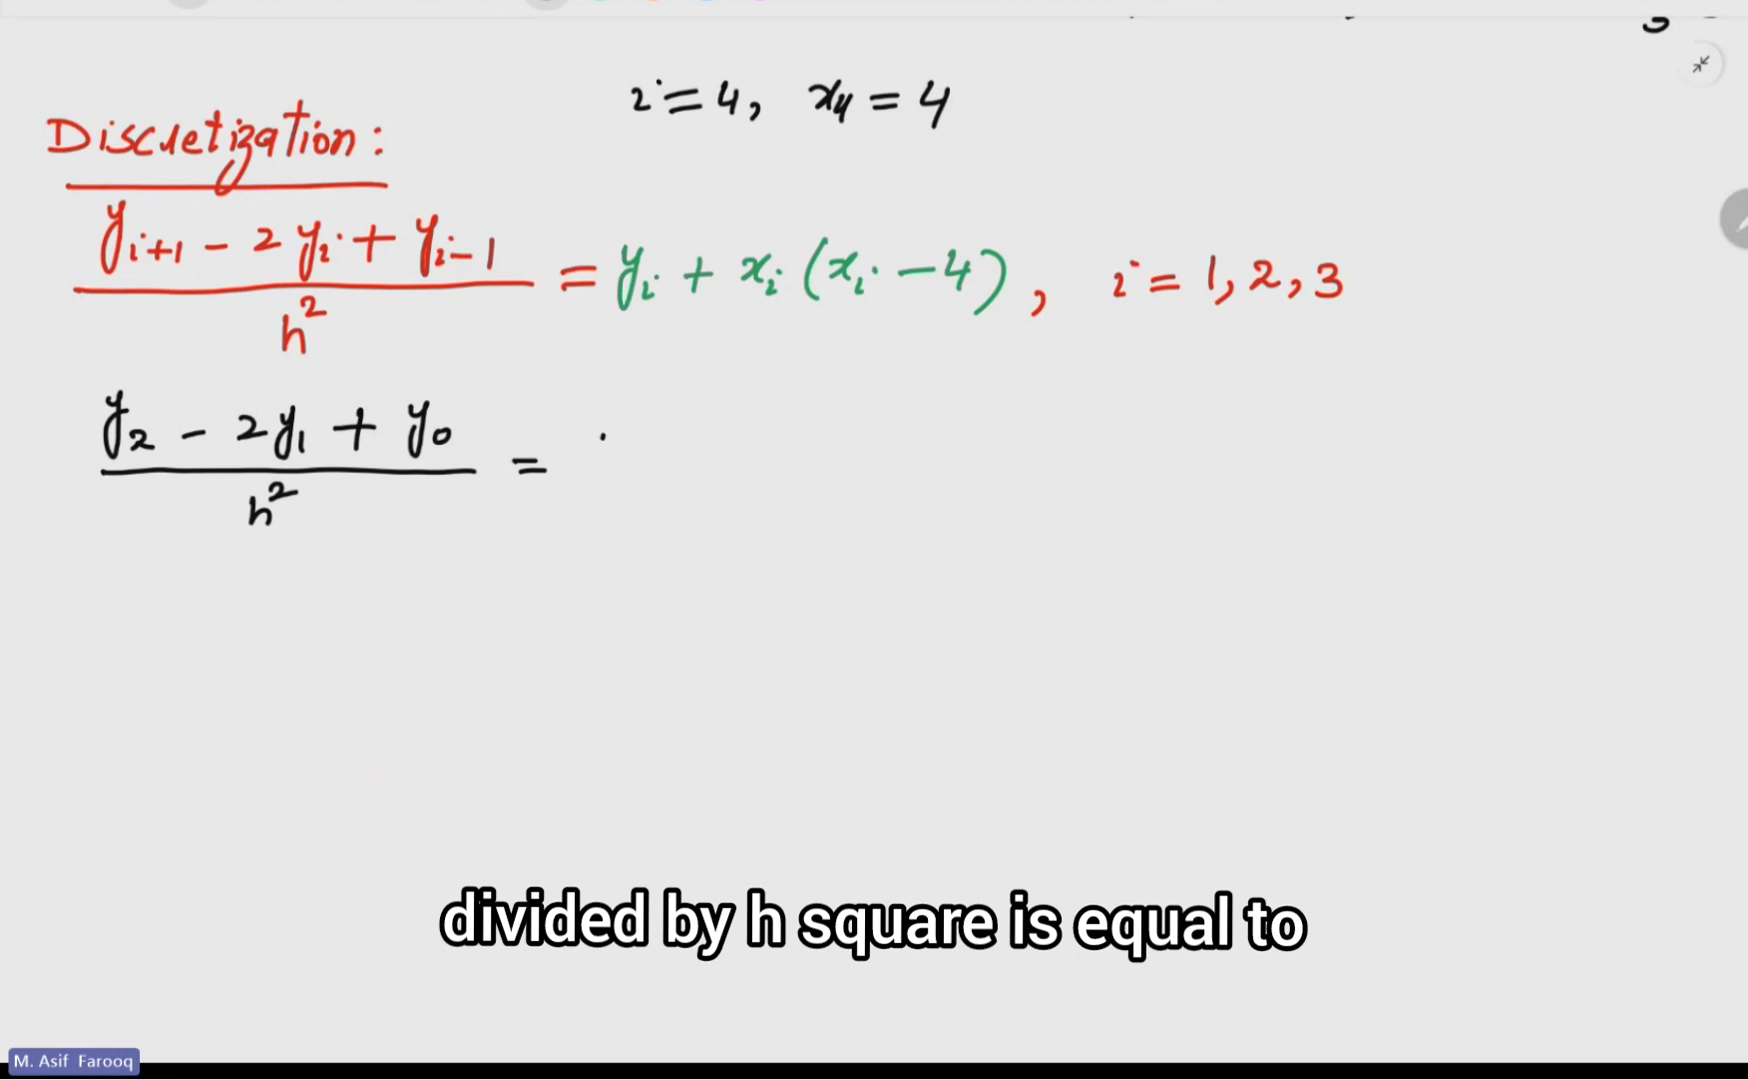 i = 4, x₄ = 4
Discretization:
yᵢ₊₁ - 2yᵢ + yᵢ₋₁ / h² = yᵢ + xᵢ (xᵢ - 4), i = 1, 2, 3
y₂ - 2y₁ + y₀ / h² =
divided by h square is equal to
M. Asif Farooq